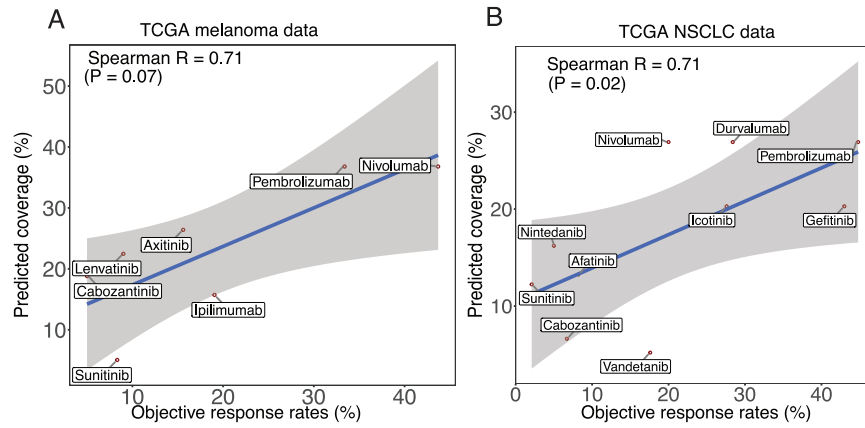 A
TCGA melanoma data
Spearman R = 0.71
(P = 0.07)
Predicted coverage (%)
50
40
30
20
10
Nivolumab
Pembrolizumab
Axitinib
Lenvatinib
Cabozantinib
Ipilimumab
Sunitinib
10
20
30
40
Objective response rates (%)
B
TCGA NSCLC data
Spearman R = 0.71
(P = 0.02)
Predicted coverage (%)
30
20
10
Durvalumab
Nivolumab
Pembrolizumab
Icotinib
Gefitinib
Nintedanib
Afatinib
Sunitinib
Cabozantinib
Vandetanib
0
10
20
30
40
Objective response rates (%)